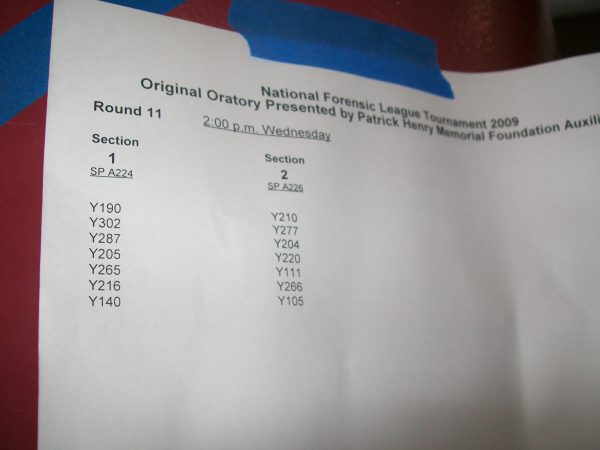 National Forensic League Tournament 2009
Original Oratory Presented by Patrick Henry Memorial Foundation Auxili
Round 11
2:00 p.m. Wednesday
Section
1
SP A224
Y190
Y302
Y287
Y205
Y265
Y216
Y140
Section
2
SP A226
Y210
Y277
Y204
Y220
Y111
Y266
Y105